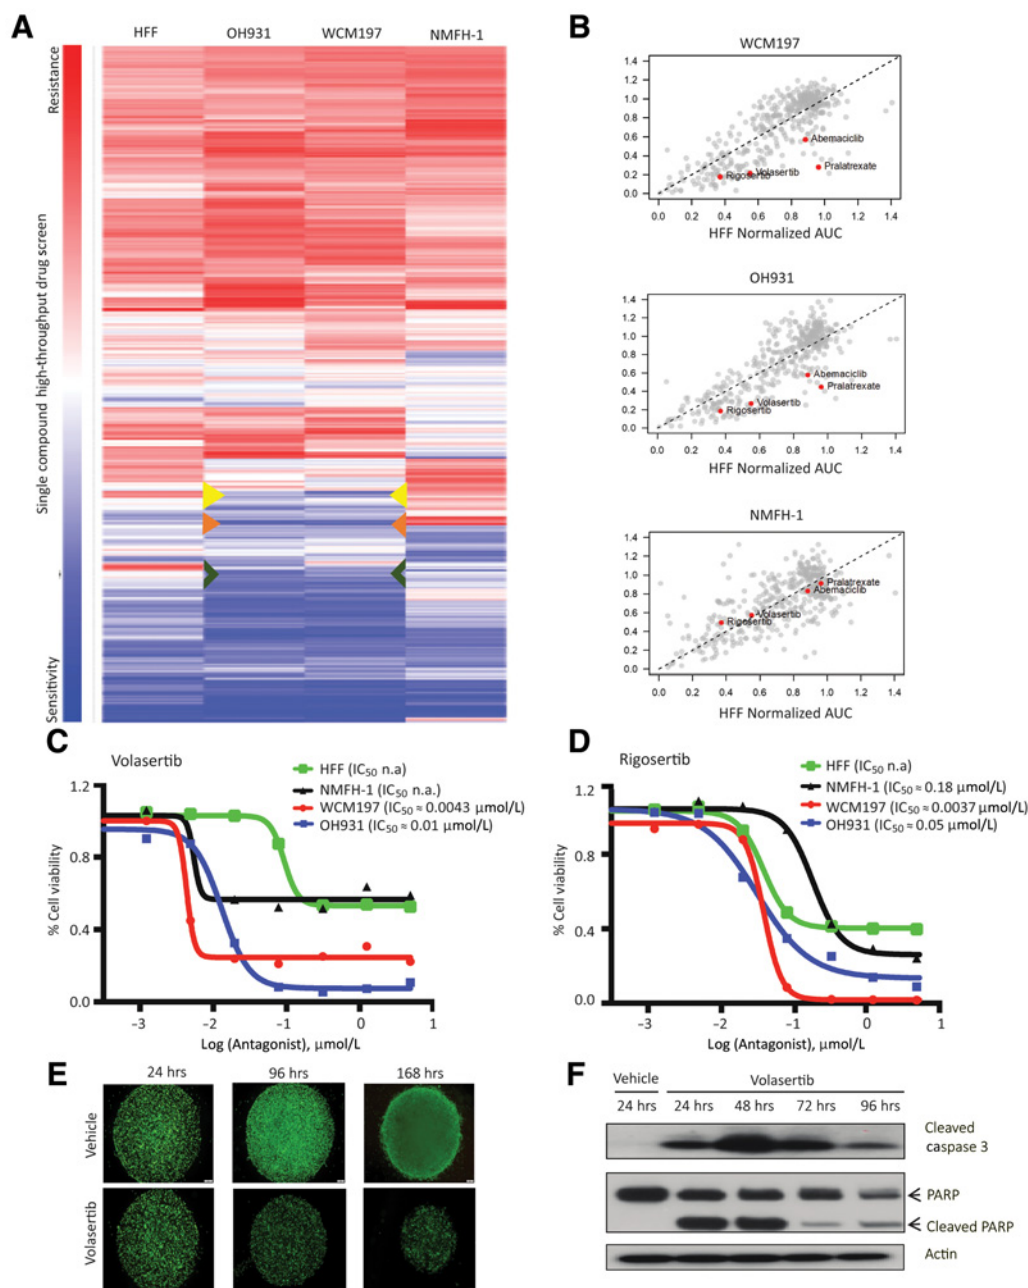 A
HFF OH931 WCM197 NMFH-1
Resistance
Single compound high-throughput drug screen
Sensitivity
B
WCM197
1.4
1.2
1.0
0.8
0.6
0.4
0.2
0.0
Abemaciclib
Pralatrexate
Volasertib
Rigosertib
0.0 0.2 0.4 0.6 0.8 1.0 1.2 1.4
HFF Normalized AUC
OH931
1.4
1.2
1.0
0.8
0.6
0.4
0.2
0.0
Abemaciclib
Pralatrexate
Volasertib
Rigosertib
0.0 0.2 0.4 0.6 0.8 1.0 1.2 1.4
HFF Normalized AUC
NMFH-1
1.4
1.2
1.0
0.8
0.6
0.4
0.2
0.0
Pralatrexate
Abemaciclib
Volasertib
Rigosertib
0.0 0.2 0.4 0.6 0.8 1.0 1.2 1.4
HFF Normalized AUC
C
Volasertib
HFF (IC50 n.a)
NMFH-1 (IC50 n.a.)
WCM197 (IC50 ≈ 0.0043 μmol/L)
OH931 (IC50 ≈ 0.01 μmol/L)
% Cell viability
1.2
0.8
0.4
0.0
−3 −2 −1 0 1
Log (Antagonist), μmol/L
D
Rigosertib
HFF (IC50 n.a)
NMFH-1 (IC50 ≈ 0.18 μmol/L)
WCM197 (IC50 ≈ 0.0037 μmol/L)
OH931 (IC50 ≈ 0.05 μmol/L)
% Cell viability
1.2
0.8
0.4
0.0
−3 −2 −1 0 1
Log (Antagonist), μmol/L
E
24 hrs 96 hrs 168 hrs
Vehicle
Volasertib
F
Vehicle Volasertib
24 hrs 24 hrs 48 hrs 72 hrs 96 hrs
Cleaved
caspase 3
PARP
Cleaved PARP
Actin